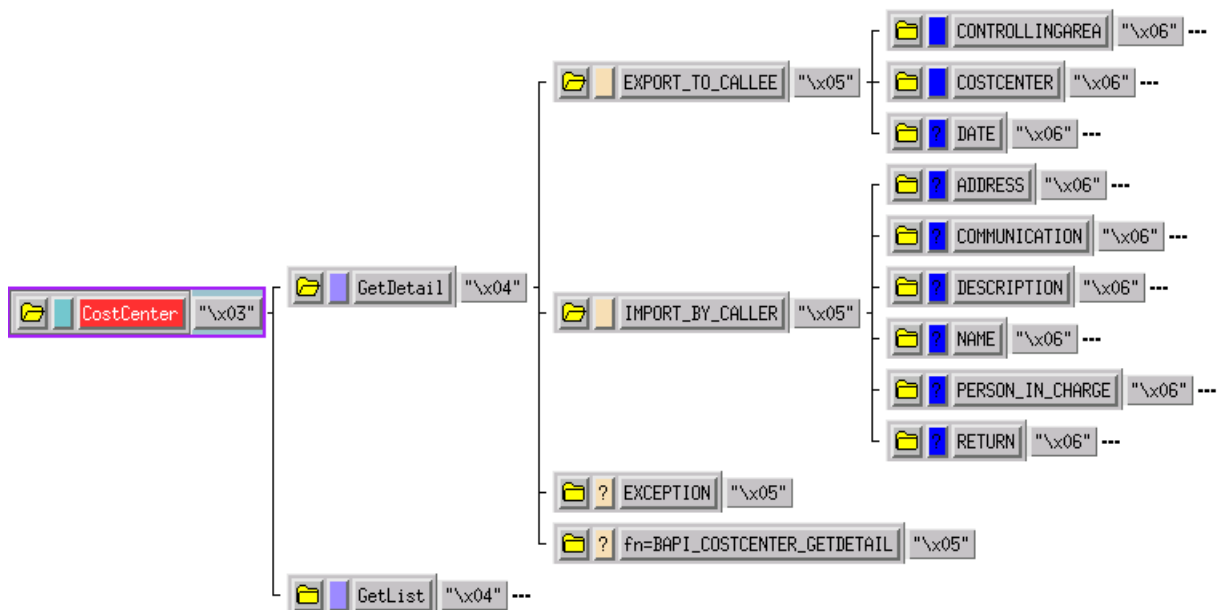 CONTROLLINGAREA "\x06" ---
EXPORT_TO_CALLEE "\x05"
COSTCENTER "\x06" ---
? DATE "\x06" ---
? ADDRESS "\x06" ---
? COMMUNICATION "\x06" ---
GetDetail "\x04"
? DESCRIPTION "\x06" ---
CostCenter "\x03"
IMPORT_BY_CALLER "\x05"
? NAME "\x06" ---
? PERSON_IN_CHARGE "\x06" ---
? RETURN "\x06" ---
? EXCEPTION "\x05"
? fn=BAPI_COSTCENTER_GETDETAIL "\x05"
GetList "\x04" ---